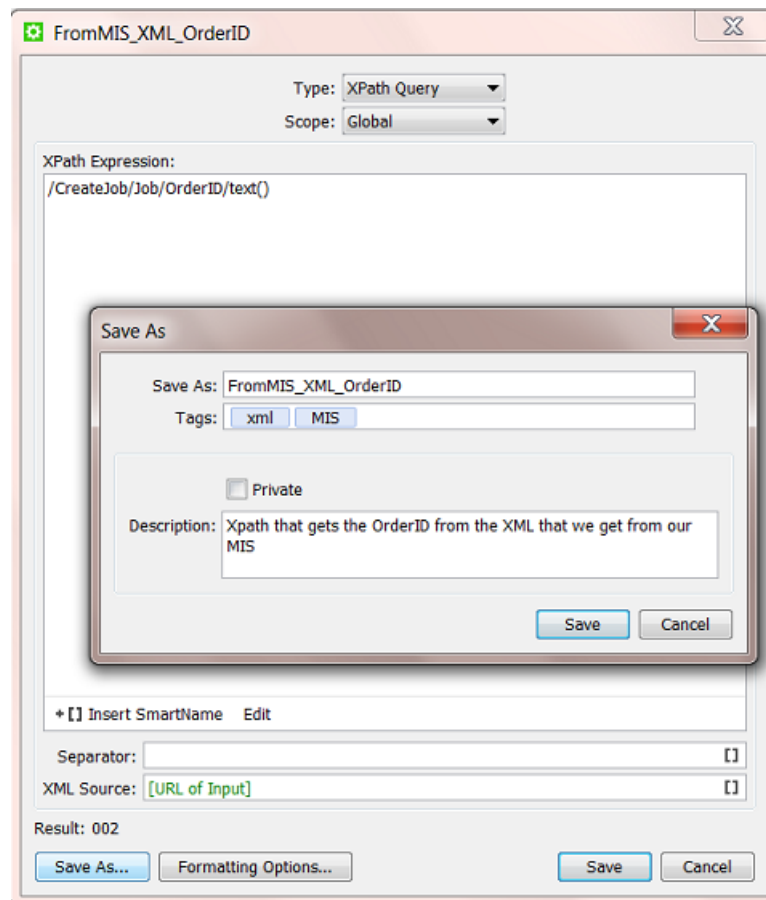 FromMIS_XML_OrderID
Type: XPath Query
Scope: Global
XPath Expression:
/CreateJob/Job/OrderID/text()
Save As
Save As: FromMIS_XML_OrderID
Tags: xml MIS
Private
Description: Xpath that gets the OrderID from the XML that we get from our
MIS
Save Cancel
+[] Insert SmartName Edit
Separator: []
XML Source: [URL of Input] []
Result: 002
Save As... Formatting Options... Save Cancel